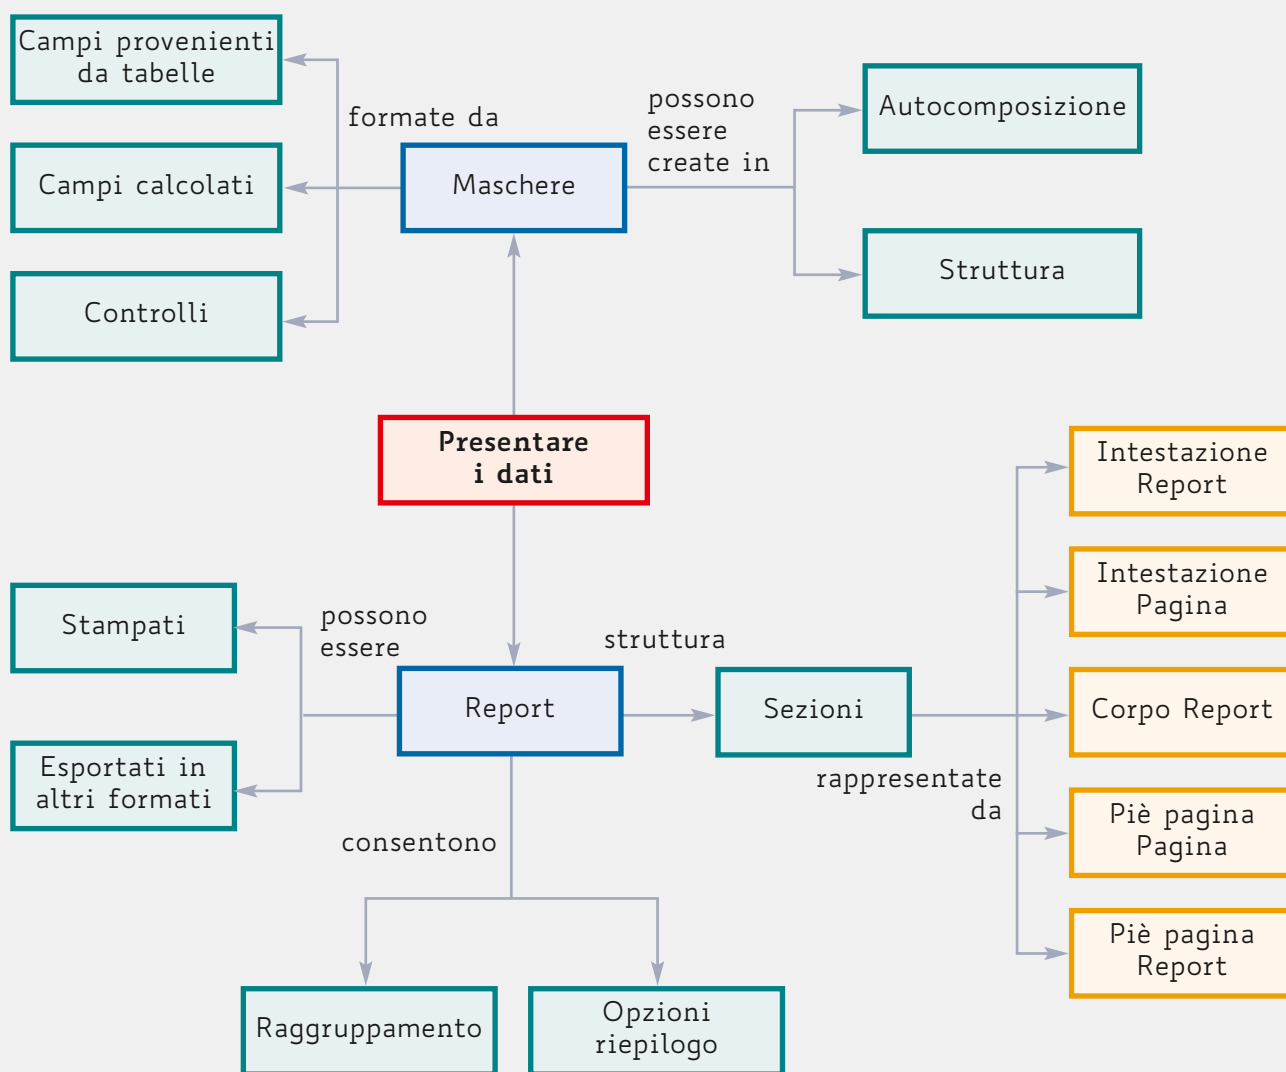 Campi provenienti
da tabelle
formate da
possono
essere
create in
Autocomposizione
Campi calcolati
Maschere
Struttura
Controlli
Presentare
i dati
Intestazione
Report
Intestazione
Pagina
Stampati
possono
essere
struttura
Report
Sezioni
Corpo Report
Esportati in
altri formati
rappresentate
da
Piè pagina
Pagina
consentono
Piè pagina
Report
Raggruppamento
Opzioni
riepilogo